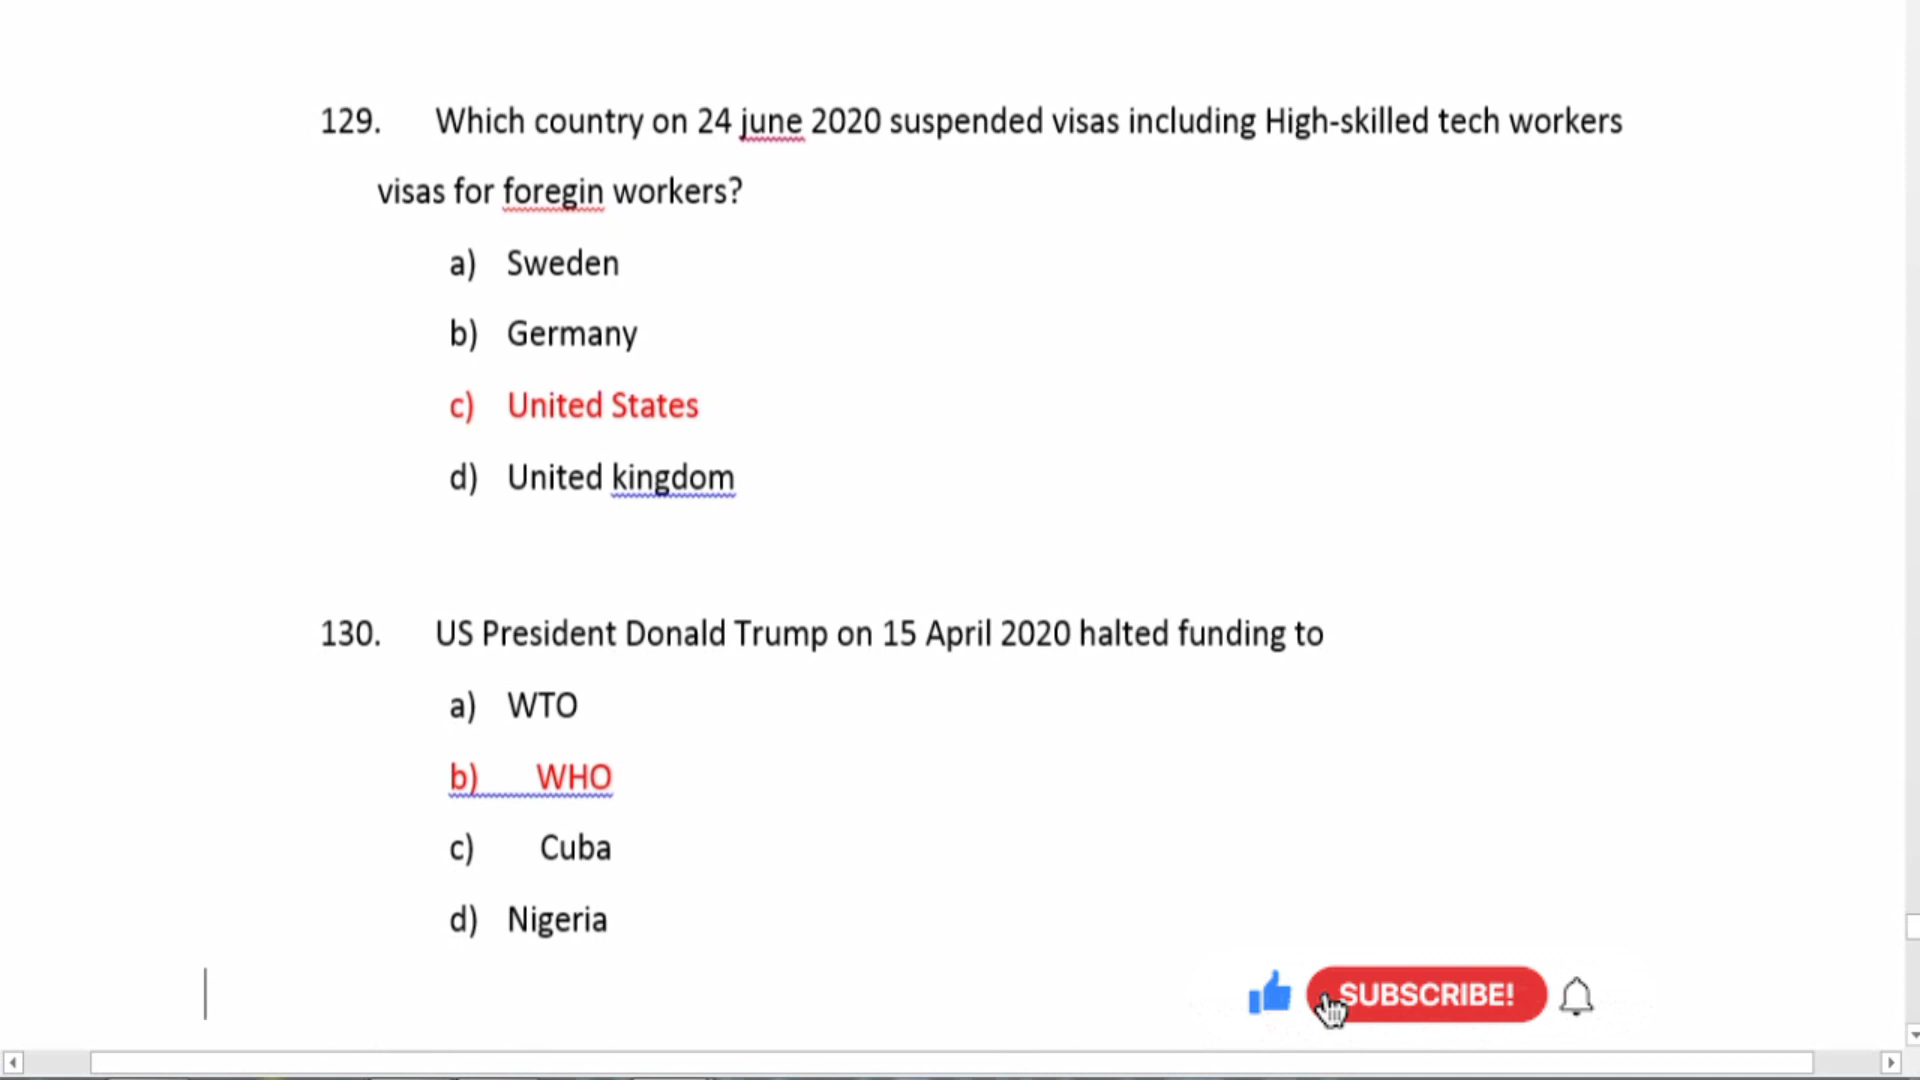 129. Which country on 24 june 2020 suspended visas including High-skilled tech workers
visas for foregin workers?
a) Sweden
b) Germany
c) United States
d) United kingdom
130. US President Donald Trump on 15 April 2020 halted funding to
a) WTO
b) WHO
c) Cuba
d) Nigeria
SUBSCRIBE!